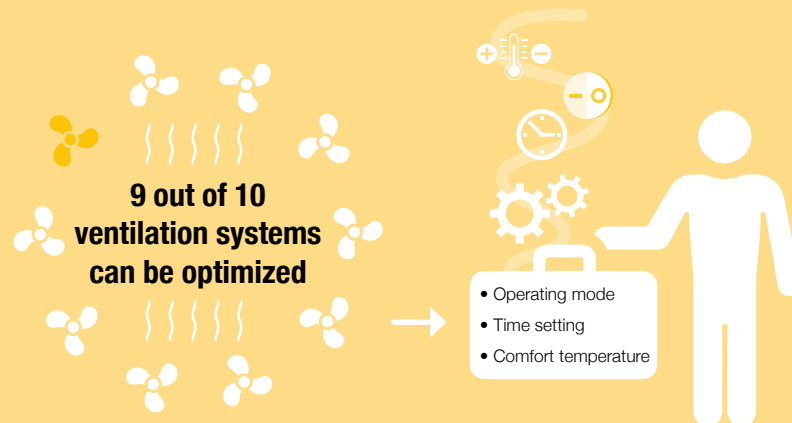 9 out of 10
ventilation systems
can be optimized
• Operating mode
• Time setting
• Comfort temperature